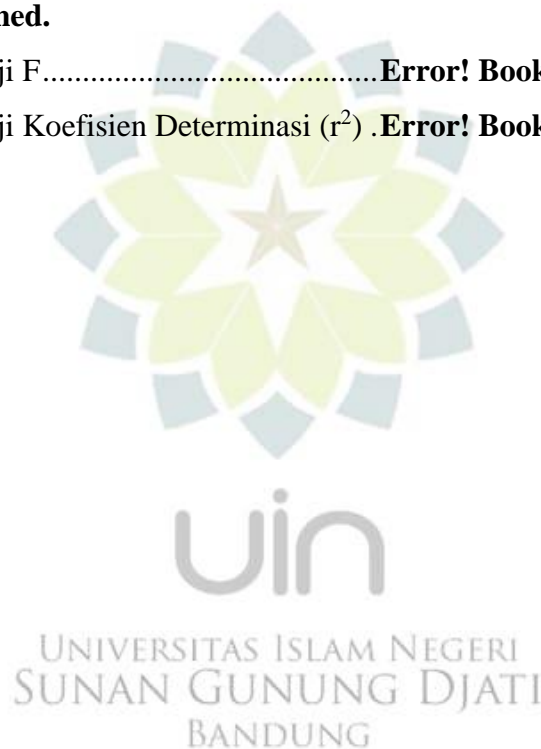 ned.
ji F........................................Error! Book
ji Koefisien Determinasi (r²) .Error! Book
uin
UNIVERSITAS ISLAM NEGERI
SUNAN GUNUNG DJATI
BANDUNG